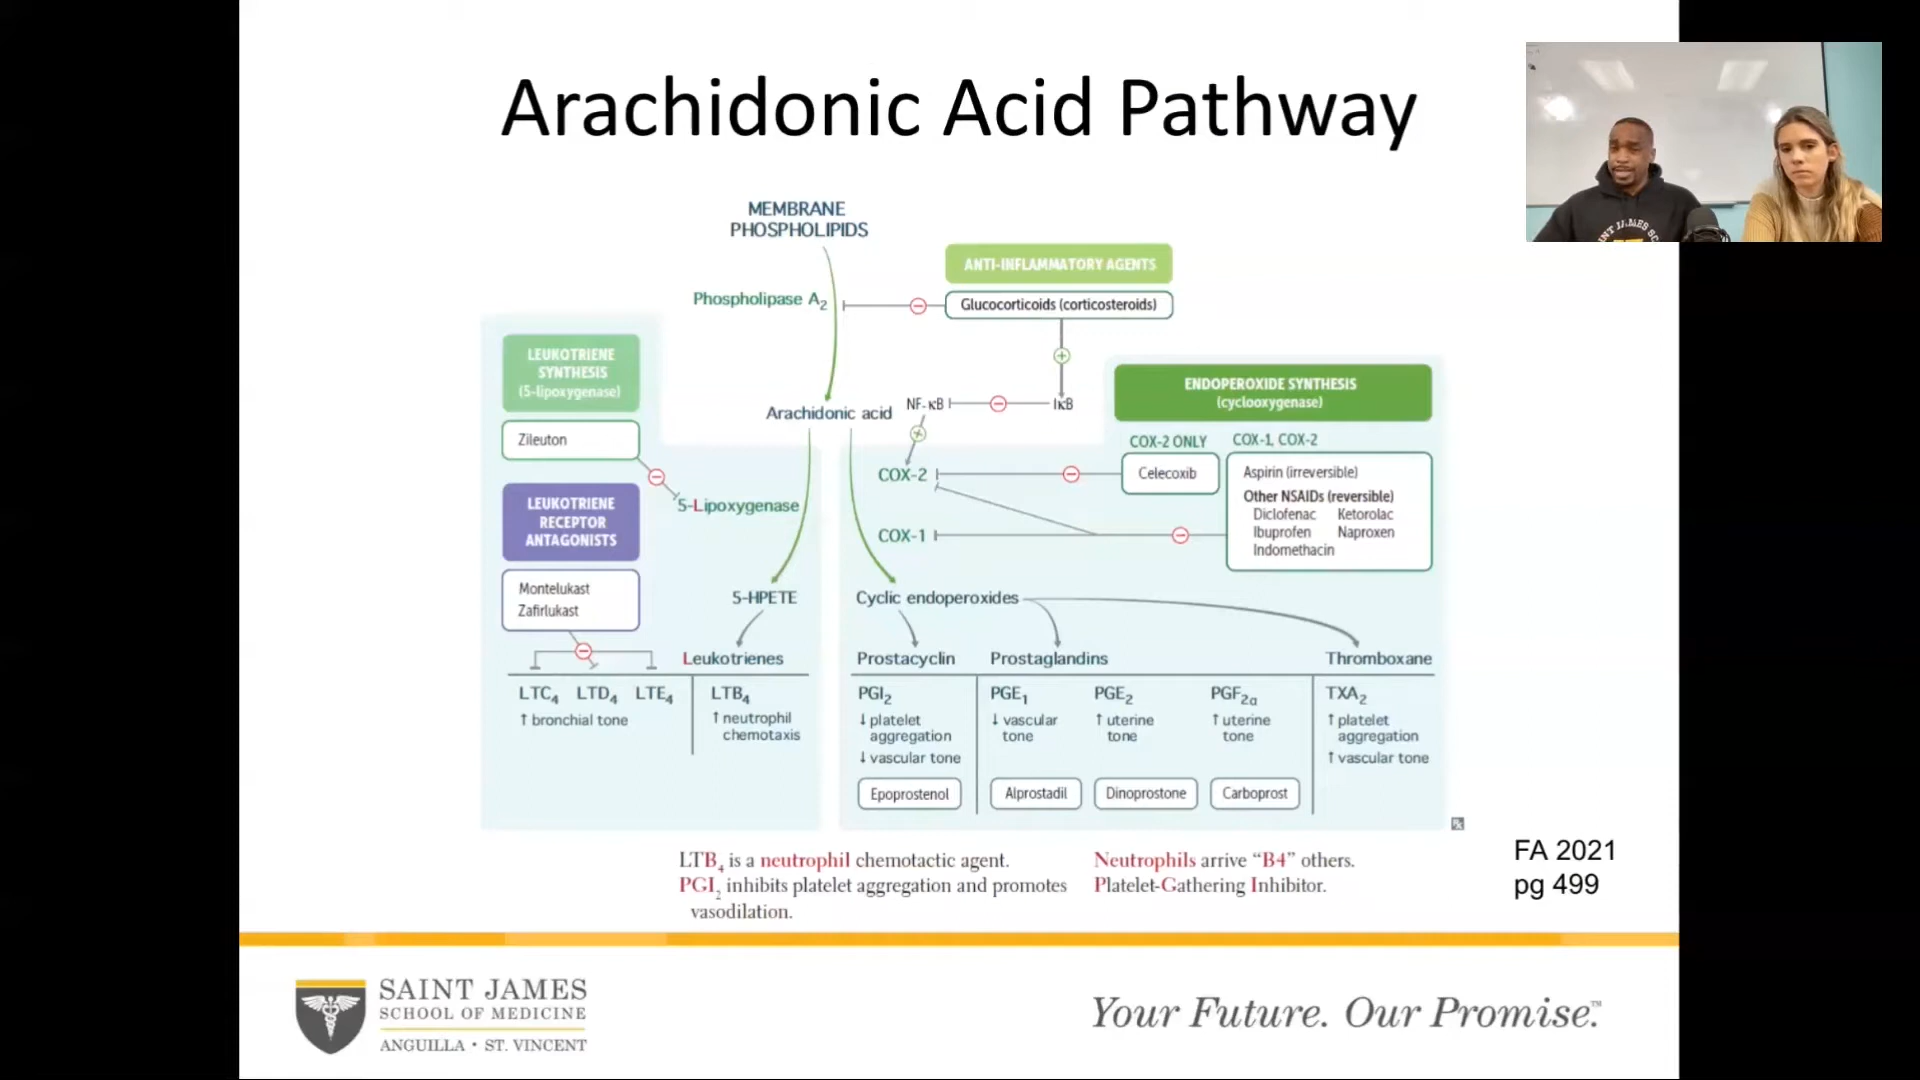 Arachidonic Acid Pathway
MEMBRANE
PHOSPHOLIPIDS
ANTI-INFLAMMATORY AGENTS
Phospholipase A₂
Glucocorticoids (corticosteroids)
LEUKOTRIENE
SYNTHESIS
(5-lipoxygenase)
Zileuton
Arachidonic acid
NF-κB
IκB
ENDOPEROXIDE SYNTHESIS
(cyclooxygenase)
COX-2 ONLY
COX-1, COX-2
COX-2
Celecoxib
Aspirin (irreversible)
Other NSAIDs (reversible)
Diclofenac Ketorolac
Ibuprofen Naproxen
Indomethacin
LEUKOTRIENE
RECEPTOR
ANTAGONISTS
5-Lipoxygenase
COX-1
Montelukast
Zafirlukast
5-HPETE
Cyclic endoperoxides
Leukotrienes
Prostacyclin
Prostaglandins
Thromboxane
LTC₄ LTD₄ LTE₄
↑ bronchial tone
LTB₄
↑ neutrophil
chemotaxis
PGI₂
↓ platelet
aggregation
↓ vascular tone
Epoprostenol
PGE₁
↓ vascular
tone
Alprostadil
PGE₂
↑ uterine
tone
Dinoprostone
PGF₂α
↑ uterine
tone
Carboprost
TXA₂
↑ platelet
aggregation
↑ vascular tone
LTB₄ is a neutrophil chemotactic agent.
PGI₂ inhibits platelet aggregation and promotes
vasodilation.
Neutrophils arrive “B4” others.
Platelet-Gathering Inhibitor.
FA 2021
pg 499
SAINT JAMES
SCHOOL OF MEDICINE
ANGUILLA • ST. VINCENT
Your Future. Our Promise.™